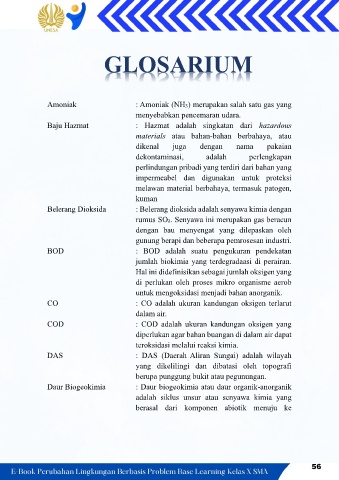 UNESA
GLOSARIUM
Amoniak : Amoniak (NH3) merupakan salah satu gas yang
menyebabkan pencemaran udara.
Baju Hazmat : Hazmat adalah singkatan dari hazardous
materials atau bahan-bahan berbahaya, atau
dikenal juga dengan nama pakaian
dekontaminasi, adalah perlengkapan
perlindungan pribadi yang terdiri dari bahan yang
impermeabel dan digunakan untuk proteksi
melawan material berbahaya, termasuk patogen,
kuman
Belerang Dioksida : Belerang dioksida adalah senyawa kimia dengan
rumus SO2. Senyawa ini merupakan gas beracun
dengan bau menyengat yang dilepaskan oleh
gunung berapi dan beberapa pemrosesan industri.
BOD : BOD adalah suatu pengukuran pendekatan
jumlah biokimia yang terdegradasi di perairan.
Hal ini didefinisikan sebagai jumlah oksigen yang
di perlukan oleh proses mikro organisme aerob
untuk mengoksidasi menjadi bahan anorganik.
CO : CO adalah ukuran kandungan oksigen terlarut
dalam air.
COD : COD adalah ukuran kandungan oksigen yang
diperlukan agar bahan buangan di dalam air dapat
teroksidasi melalui reaksi kimia.
DAS : DAS (Daerah Aliran Sungai) adalah wilayah
yang dikelilingi dan dibatasi oleh topografi
berupa punggung bukit atau pegunungan.
Daur Biogeokimia : Daur biogeokimia atau daur organik-anorganik
adalah siklus unsur atau senyawa kimia yang
berasal dari komponen abiotik menuju ke
E-Book Perubahan Lingkungan Berbasis Problem Base Learning Kelas X SMA 56